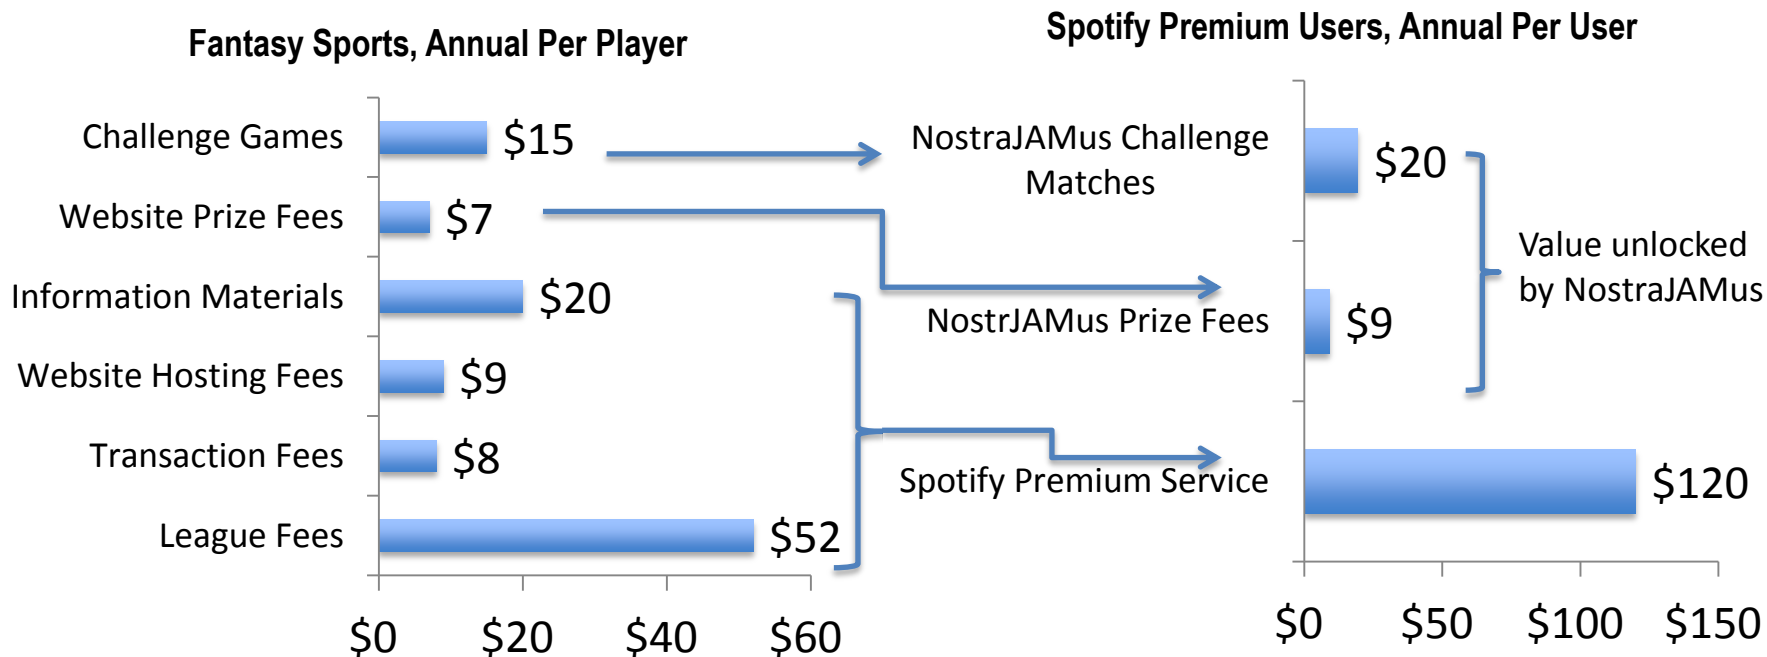 Fantasy Sports, Annual Per Player
Challenge Games
$15
Website Prize Fees
$7
Information Materials
$20
Website Hosting Fees
$9
Transaction Fees
$8
League Fees
$52
$0 $20 $40 $60
Spotify Premium Users, Annual Per User
NostraJAMus Challenge
Matches
$20
NostrJAMus Prize Fees
$9
Value unlocked
by NostraJAMus
Spotify Premium Service
$120
$0 $50 $100 $150